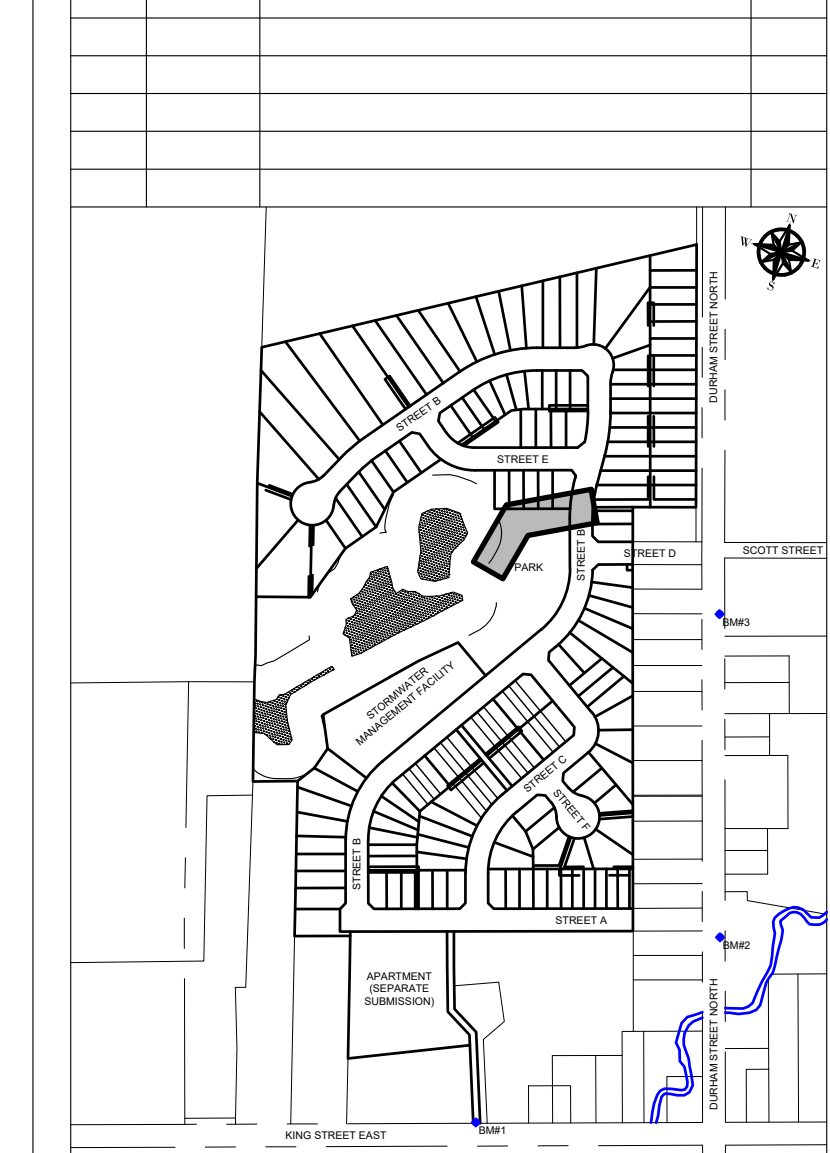 N
W
E
S
DURHAM STREET NORTH
STREET B
STREET E
STREET B
STREET D
SCOTT STREET
PARK
BM#3
STORMWATER
MANAGEMENT FACILITY
STREET C
STREET F
STREET B
STREET A
BM#2
APARTMENT
(SEPARATE
SUBMISSION)
DURHAM STREET NORTH
BM#1
KING STREET EAST